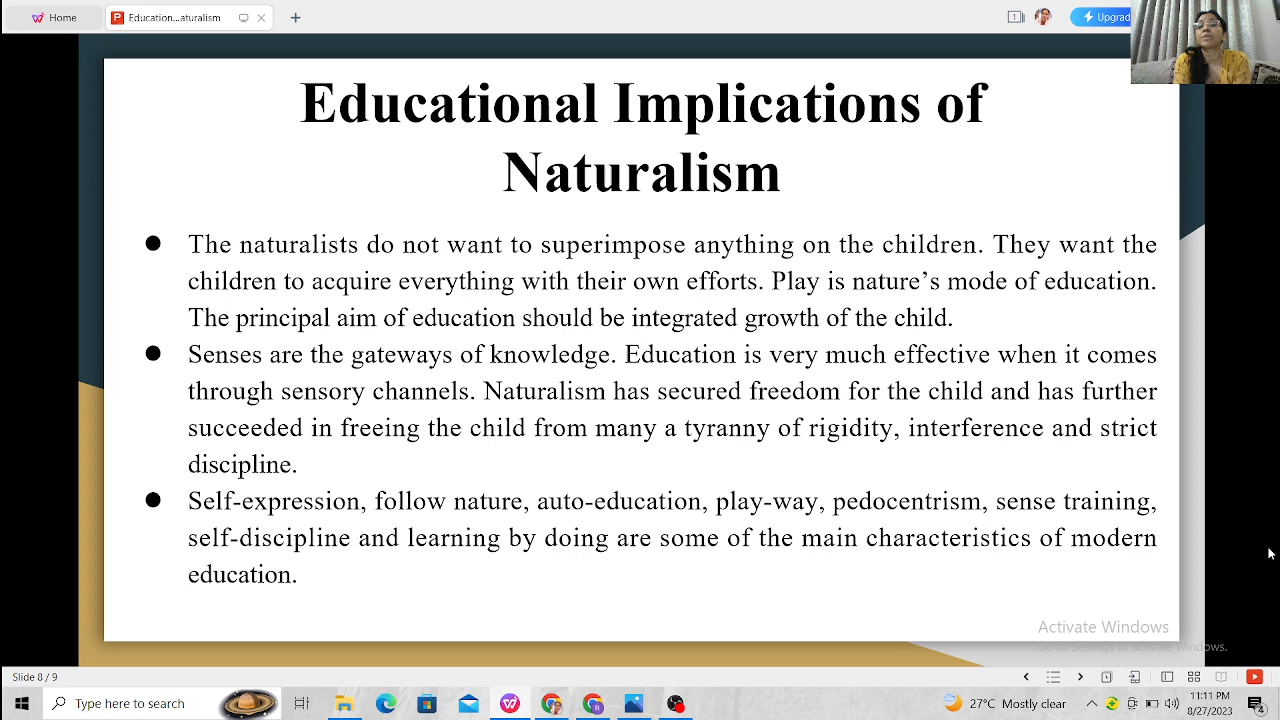 Home
Education...aturalism
1
Upgrad
Educational Implications of
Naturalism
The naturalists do not want to superimpose anything on the children. They want the
children to acquire everything with their own efforts. Play is nature’s mode of education.
The principal aim of education should be integrated growth of the child.
Senses are the gateways of knowledge. Education is very much effective when it comes
through sensory channels. Naturalism has secured freedom for the child and has further
succeeded in freeing the child from many a tyranny of rigidity, interference and strict
discipline.
Self-expression, follow nature, auto-education, play-way, pedocentrism, sense training,
self-discipline and learning by doing are some of the main characteristics of modern
education.
Activate Windows
Go to Settings to activate Windows.
Slide 8 / 9
Type here to search
27°C Mostly clear
11:11 PM
8/27/2023
4